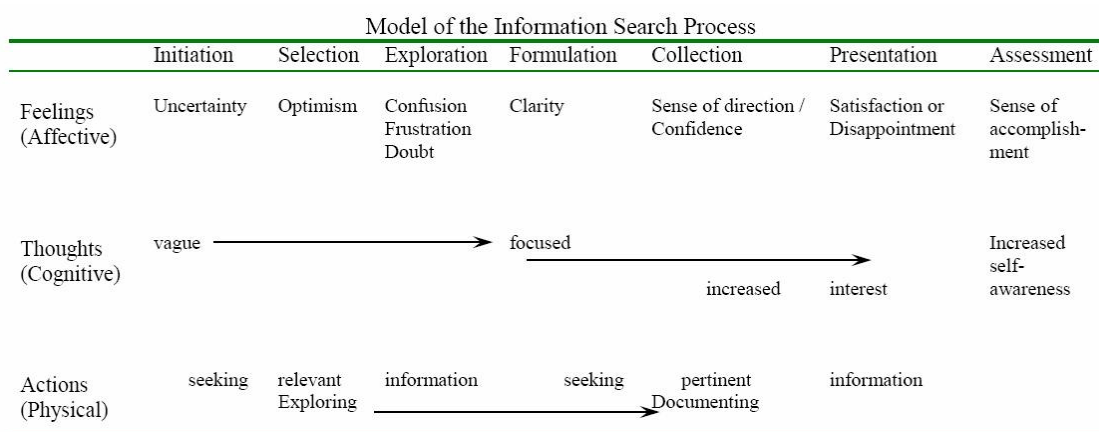 Model of the Information Search Process
Initiation Selection Exploration Formulation Collection Presentation Assessment
Feelings (Affective)
Uncertainty
Optimism
Confusion
Frustration
Doubt
Clarity
Sense of direction /
Confidence
Satisfaction or
Disappointment
Sense of
accomplish-
ment
Thoughts
(Cognitive)
vague
focused
increased interest
Increased
self-
awareness
Actions
(Physical)
seeking relevant information seeking pertinent information
Exploring Documenting